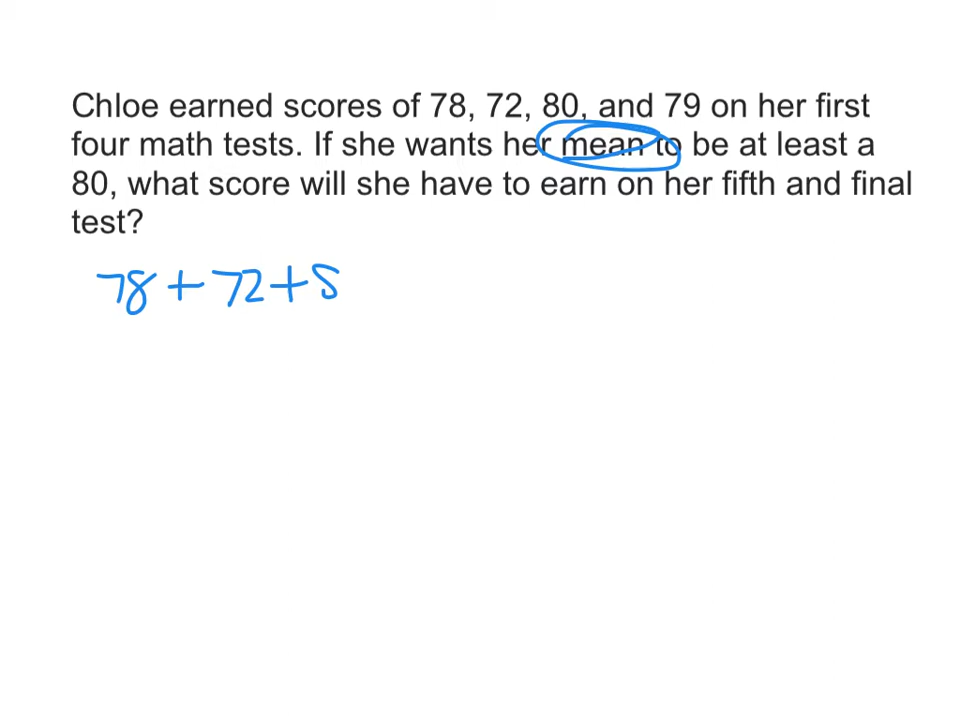 Chloe earned scores of 78, 72, 80, and 79 on her first
four math tests. If she wants her mean to be at least a
80, what score will she have to earn on her fifth and final
test?
78+72+